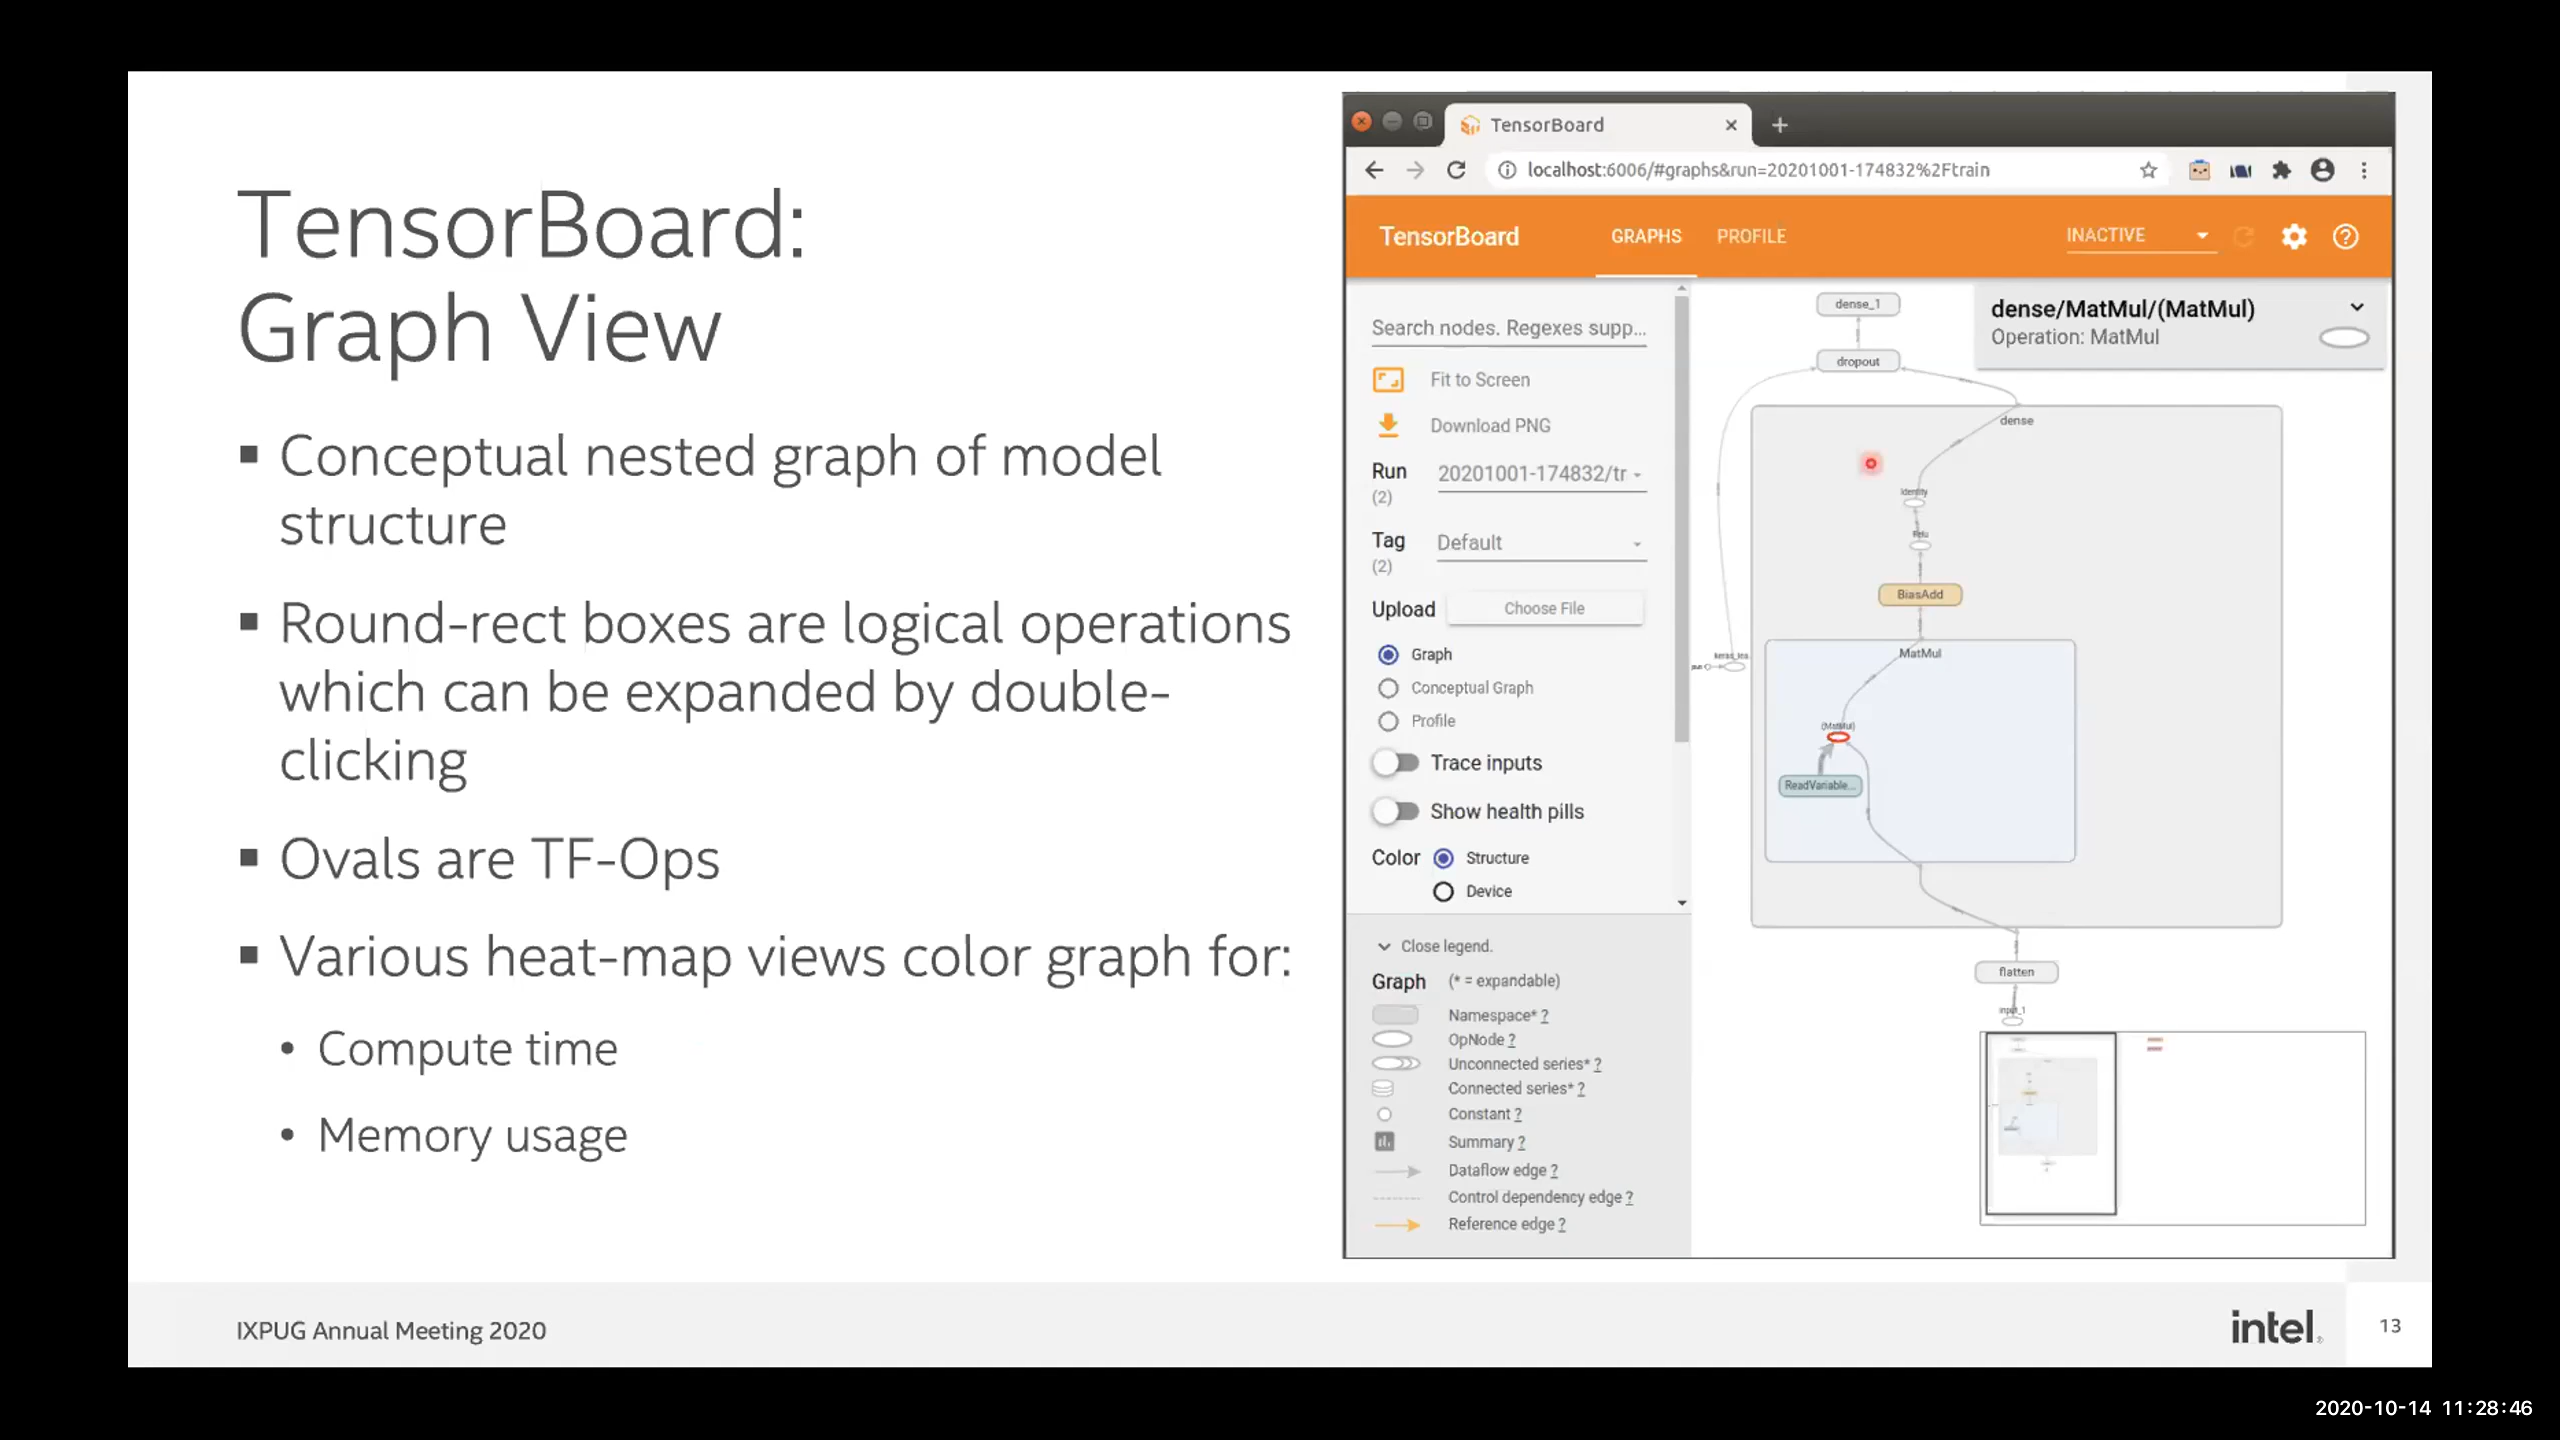 TensorBoard:
Graph View
▪ Conceptual nested graph of model
structure
▪ Round-rect boxes are logical operations
which can be expanded by double-
clicking
▪ Ovals are TF-Ops
▪ Various heat-map views color graph for:
• Compute time
• Memory usage
TensorBoard
localhost:6006/#graphs&run=20201001-174832%2Ftrain
TensorBoard
GRAPHS
PROFILE
INACTIVE
Search nodes. Regexes supp...
Fit to Screen
Download PNG
Run
(2)
20201001-174832/tr
Tag
(2)
Default
Upload
Choose File
Graph
Conceptual Graph
Profile
Trace inputs
Show health pills
Color
Structure
Device
Close legend.
Graph (* = expandable)
Namespace* ?
OpNode ?
Unconnected series* ?
Connected series* ?
Constant ?
Summary ?
Dataflow edge ?
Control dependency edge ?
Reference edge ?
dense/MatMul/(MatMul)
Operation: MatMul
dense_1
dropout
dense
Identity
Relu
BiasAdd
MatMul
(MatMul)
ReadVariable...
flatten
input_1
IXPUG Annual Meeting 2020
intel.
13
2020-10-14 11:28:46